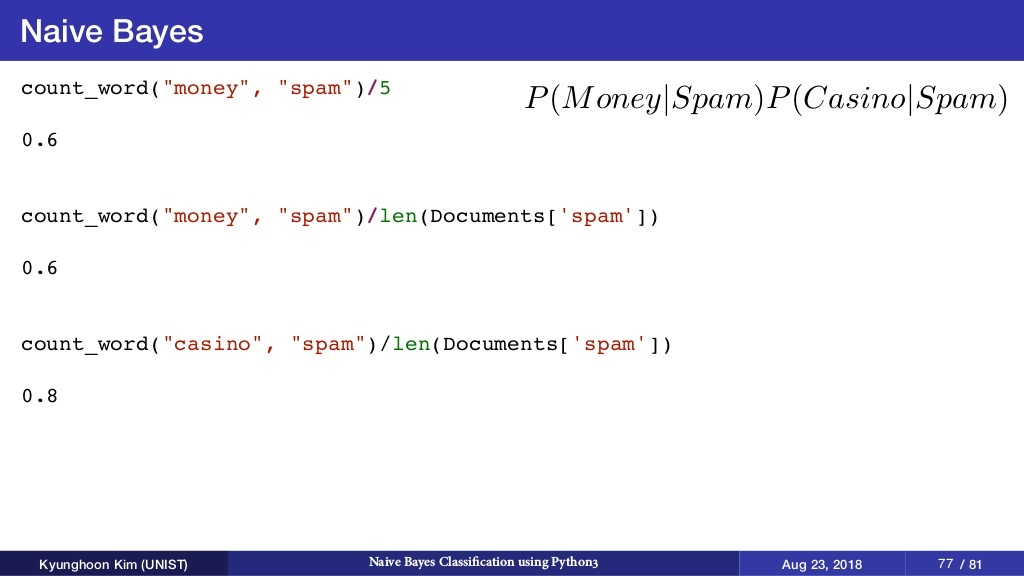 Naive Bayes
count_word("money", "spam")/5
P(Money|Spam)P(Casino|Spam)
0.6
count_word("money", "spam")/len(Documents['spam'])
0.6
count_word("casino", "spam")/len(Documents['spam'])
0.8
Kyunghoon Kim (UNIST) Naive Bayes Classification using Python3 Aug 23, 2018 77 / 81